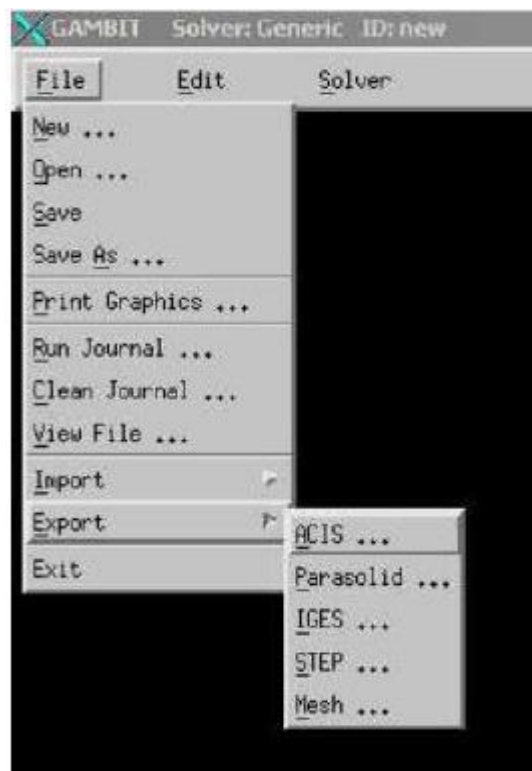 GAMBIT Solver: Generic ID: new
File Edit Solver
New ...
Open ...
Save
Save As ...
Print Graphics ...
Run Journal ...
Clean Journal ...
View File ...
Import
Export
Exit
ACIS ...
Parasolid ...
IGES ...
STEP ...
Mesh ...